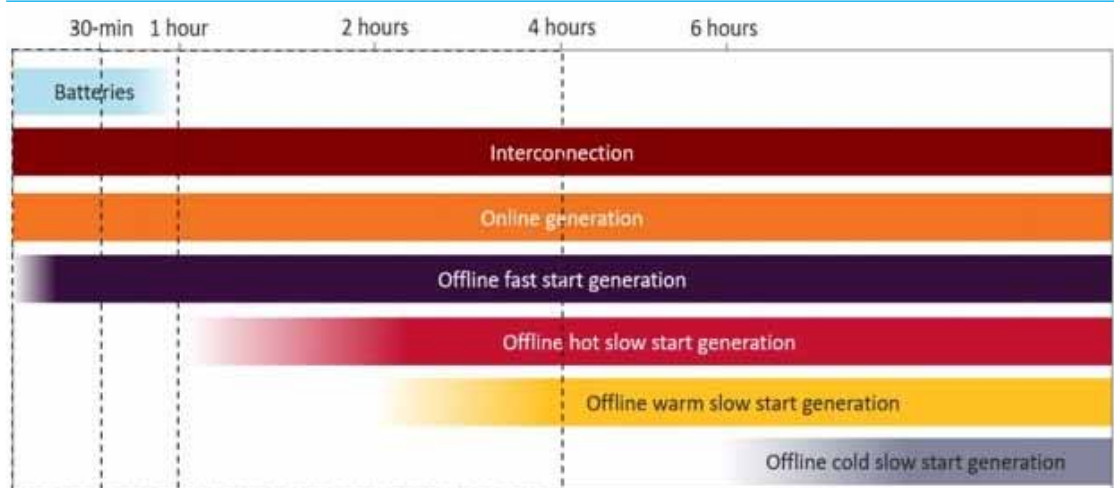 30-min 1 hour 2 hours 4 hours 6 hours
Batteries
Interconnection
Online generation
Offline fast start generation
Offline hot slow start generation
Offline warm slow start generation
Offline cold slow start generation